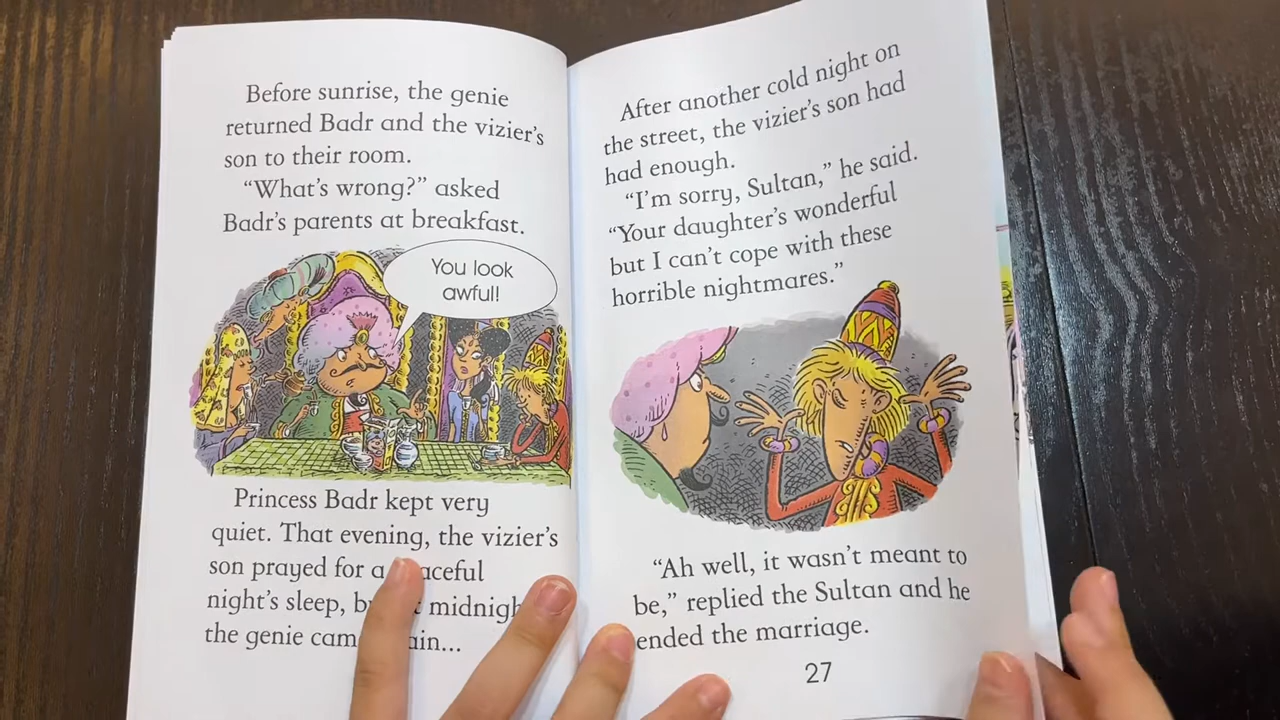 Before sunrise, the genie
returned Badr and the vizier's
son to their room.
“What's wrong?” asked
Badr's parents at breakfast.
You look
awful!
Princess Badr kept very
quiet. That evening, the vizier's
son prayed for a
night's sleep, midnig
the genie cam
After another cold night on
the street, the vizier's son had
had enough.
“I'm sorry, Sultan,” he said.
“Your daughter's wonderful
but I can't cope with these
horrible nightmares.”
“Ah well, it wasn't meant to
be,” replied the Sultan and he
ended the marriage.
27